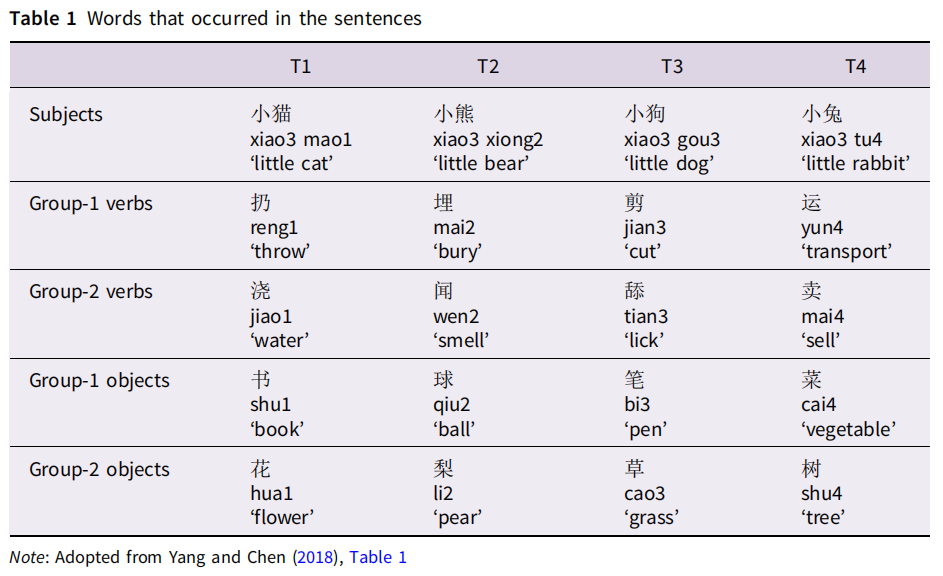 Table 1 Words that occurred in the sentences
T1 T2 T3 T4
Subjects 小猫 小熊 小狗 小兔
xiao3 mao1 xiao3 xiong2 xiao3 gou3 xiao3 tu4
‘little cat’ ‘little bear’ ‘little dog’ ‘little rabbit’
Group-1 verbs 扔 埋 剪 运
reng1 mai2 jian3 yun4
‘throw’ ‘bury’ ‘cut’ ‘transport’
Group-2 verbs 浇 闻 舔 卖
jiao1 wen2 tian3 mai4
‘water’ ‘smell’ ‘lick’ ‘sell’
Group-1 objects 书 球 笔 菜
shu1 qiu2 bi3 cai4
‘book’ ‘ball’ ‘pen’ ‘vegetable’
Group-2 objects 花 梨 草 树
hua1 li2 cao3 shu4
‘flower’ ‘pear’ ‘grass’ ‘tree’
Note: Adopted from Yang and Chen (2018), Table 1